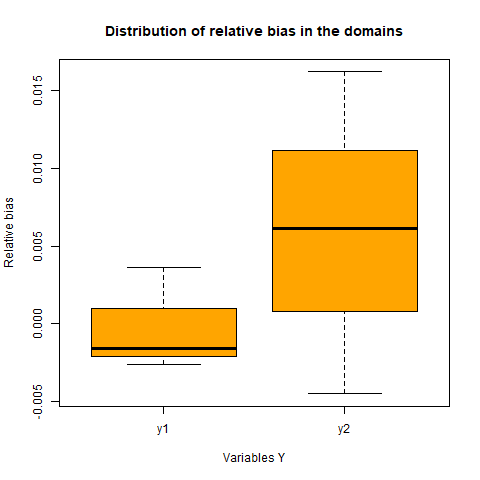 Distribution of relative bias in the domains
Relative bias
0.015
0.010
0.005
0.000
-0.005
y1
y2
Variables Y